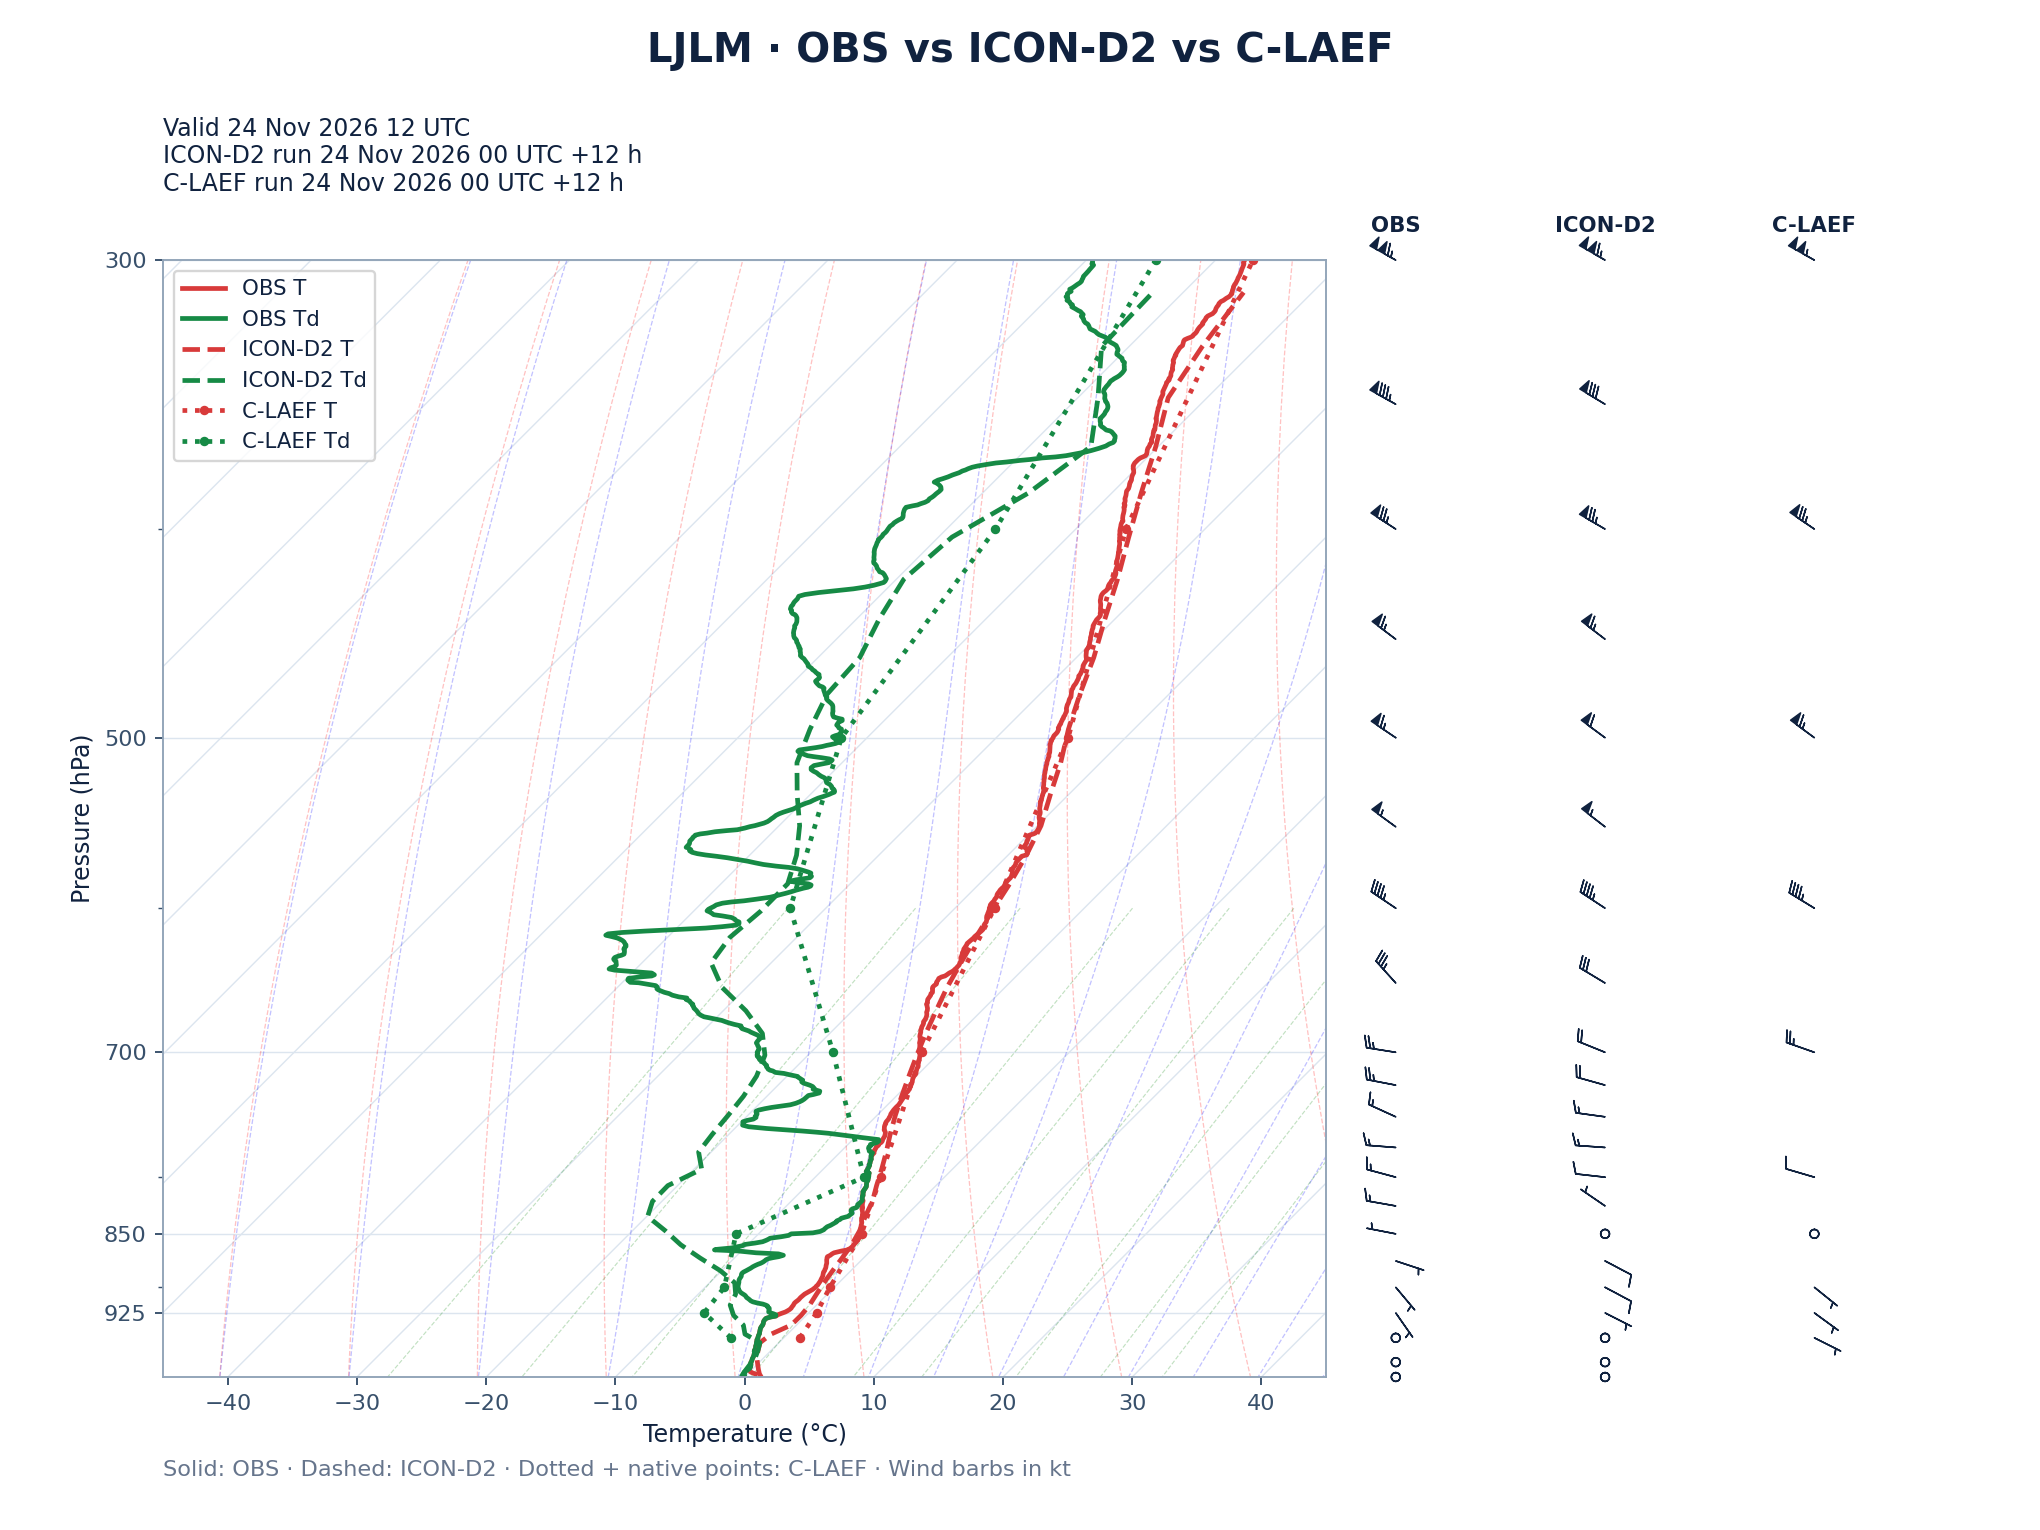 LJLM · OBS vs ICON-D2 vs C-LAEF
Valid 24 Nov 2026 12 UTC
ICON-D2 run 24 Nov 2026 00 UTC +12 h
C-LAEF run 24 Nov 2026 00 UTC +12 h
OBS ICON-D2 C-LAEF
OBS T
OBS Td
ICON-D2 T
ICON-D2 Td
C-LAEF T
C-LAEF Td
Pressure (hPa)
300
500
700
850
925
−40 −30 −20 −10 0 10 20 30 40
Temperature (°C)
Solid: OBS · Dashed: ICON-D2 · Dotted + native points: C-LAEF · Wind barbs in kt